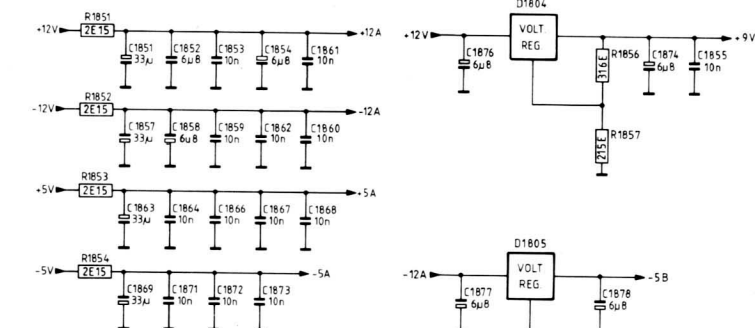 R1851
+12V
2E15
+12A
C1851
33µ
C1852
6µ8
C1853
10n
C1854
6µ8
C1861
10n
R1852
-12V
2E15
-12A
C1857
33µ
C1858
6u8
C1859
10n
C1862
10n
C1860
10n
R1853
+5V
2E15
+5A
C1863
33µ
C1864
10n
C1866
10n
C1867
10n
C1868
10n
R1854
-5V
2E15
-5A
C1869
33µ
C1871
10n
C1872
10n
C1873
10n
D1804
+12V
VOLT
REG
+9V
C1876
6µ8
R1856
316E
C1874
6µ8
C1855
10n
R1857
215E
D1805
-12A
VOLT
REG
-5B
C1877
6µ8
C1878
6µ8